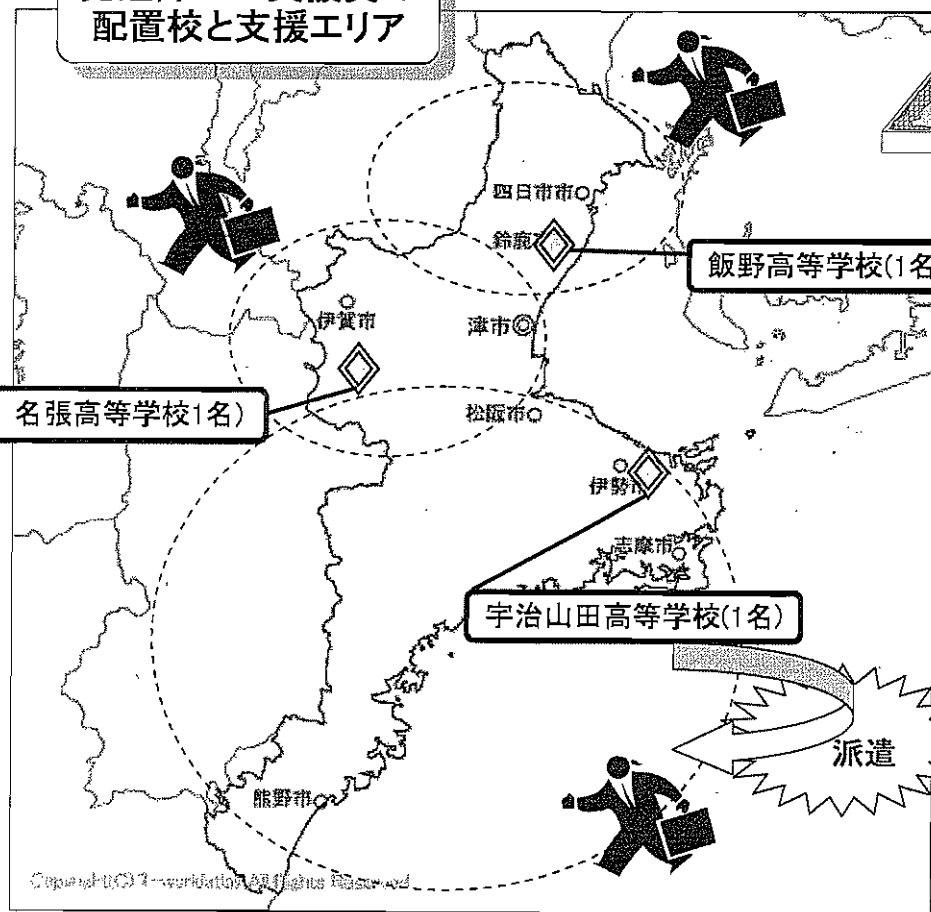 配置校と支援エリア
四日市市
鈴鹿
飯野高等学校(1名
伊賀市
津市
名張高等学校1名)
松阪市
伊勢市
志摩市
宇治山田高等学校(1名)
派遣
熊野市
All Rights Reserved